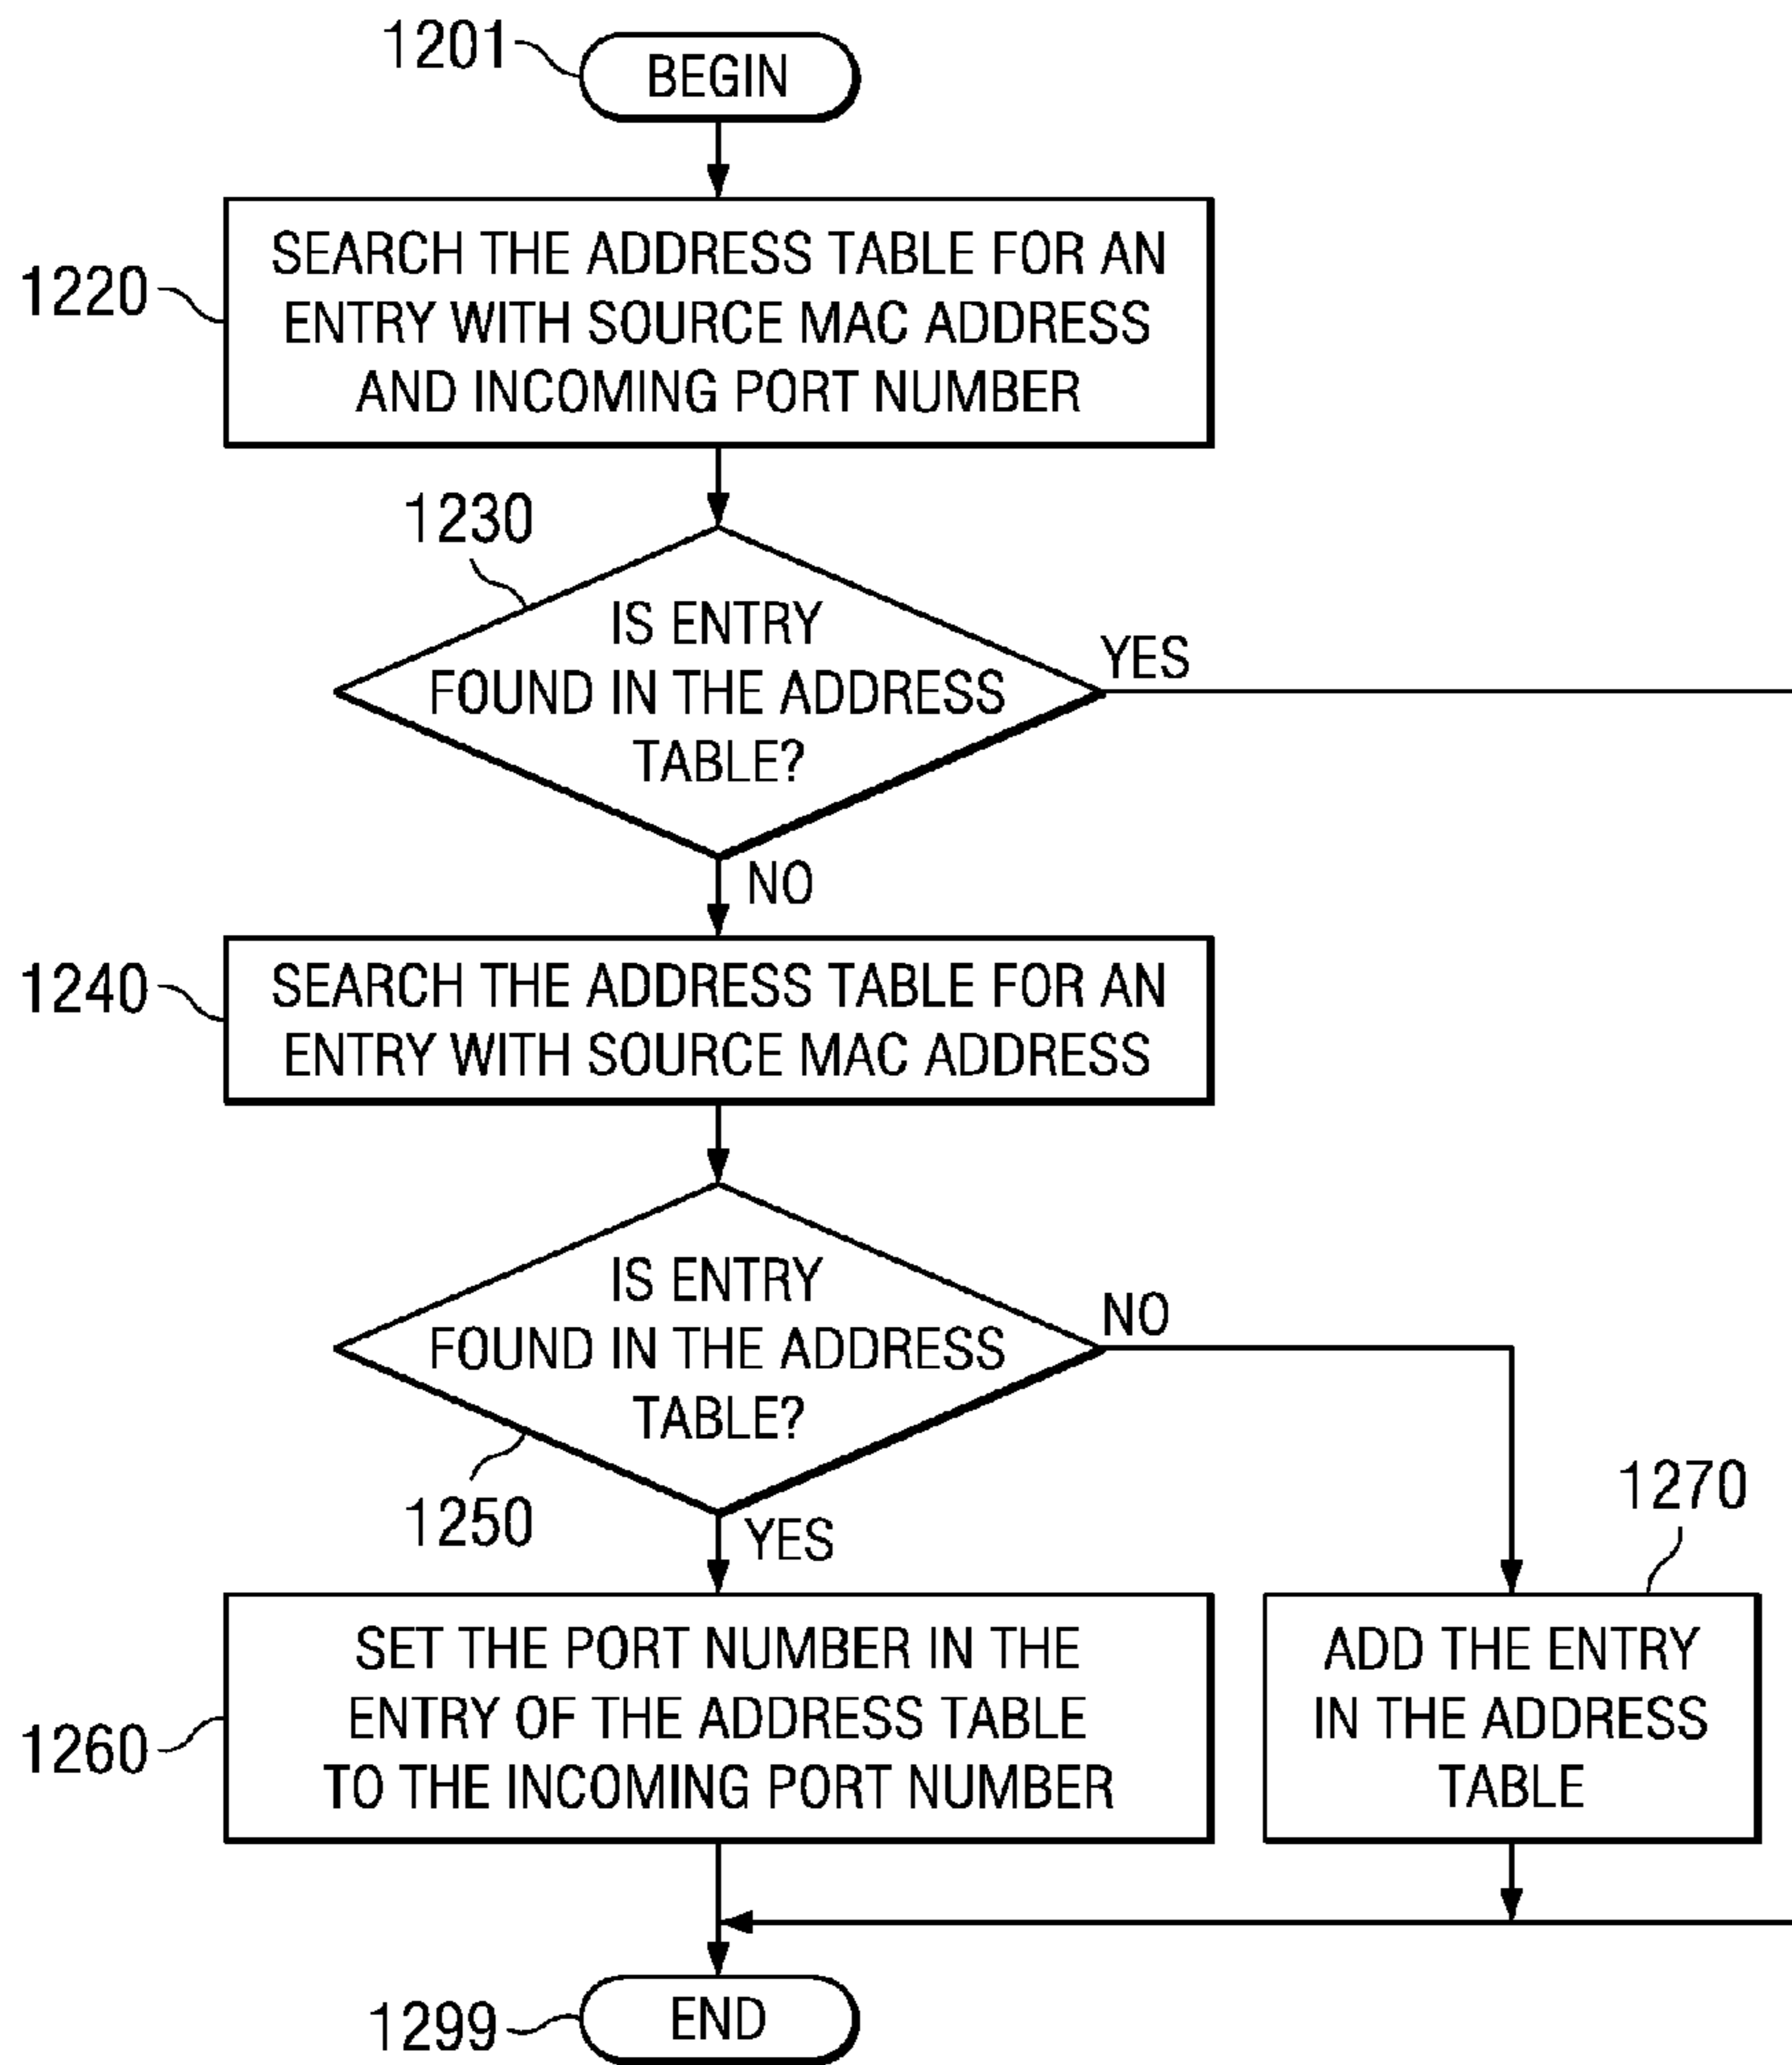 1201
BEGIN
1220
SEARCH THE ADDRESS TABLE FOR AN
ENTRY WITH SOURCE MAC ADDRESS
AND INCOMING PORT NUMBER
1230
IS ENTRY
FOUND IN THE ADDRESS
TABLE?
YES
NO
1240
SEARCH THE ADDRESS TABLE FOR AN
ENTRY WITH SOURCE MAC ADDRESS
IS ENTRY
FOUND IN THE ADDRESS
TABLE?
NO
1250
YES
1270
1260
SET THE PORT NUMBER IN THE
ENTRY OF THE ADDRESS TABLE
TO THE INCOMING PORT NUMBER
ADD THE ENTRY
IN THE ADDRESS
TABLE
1299
END